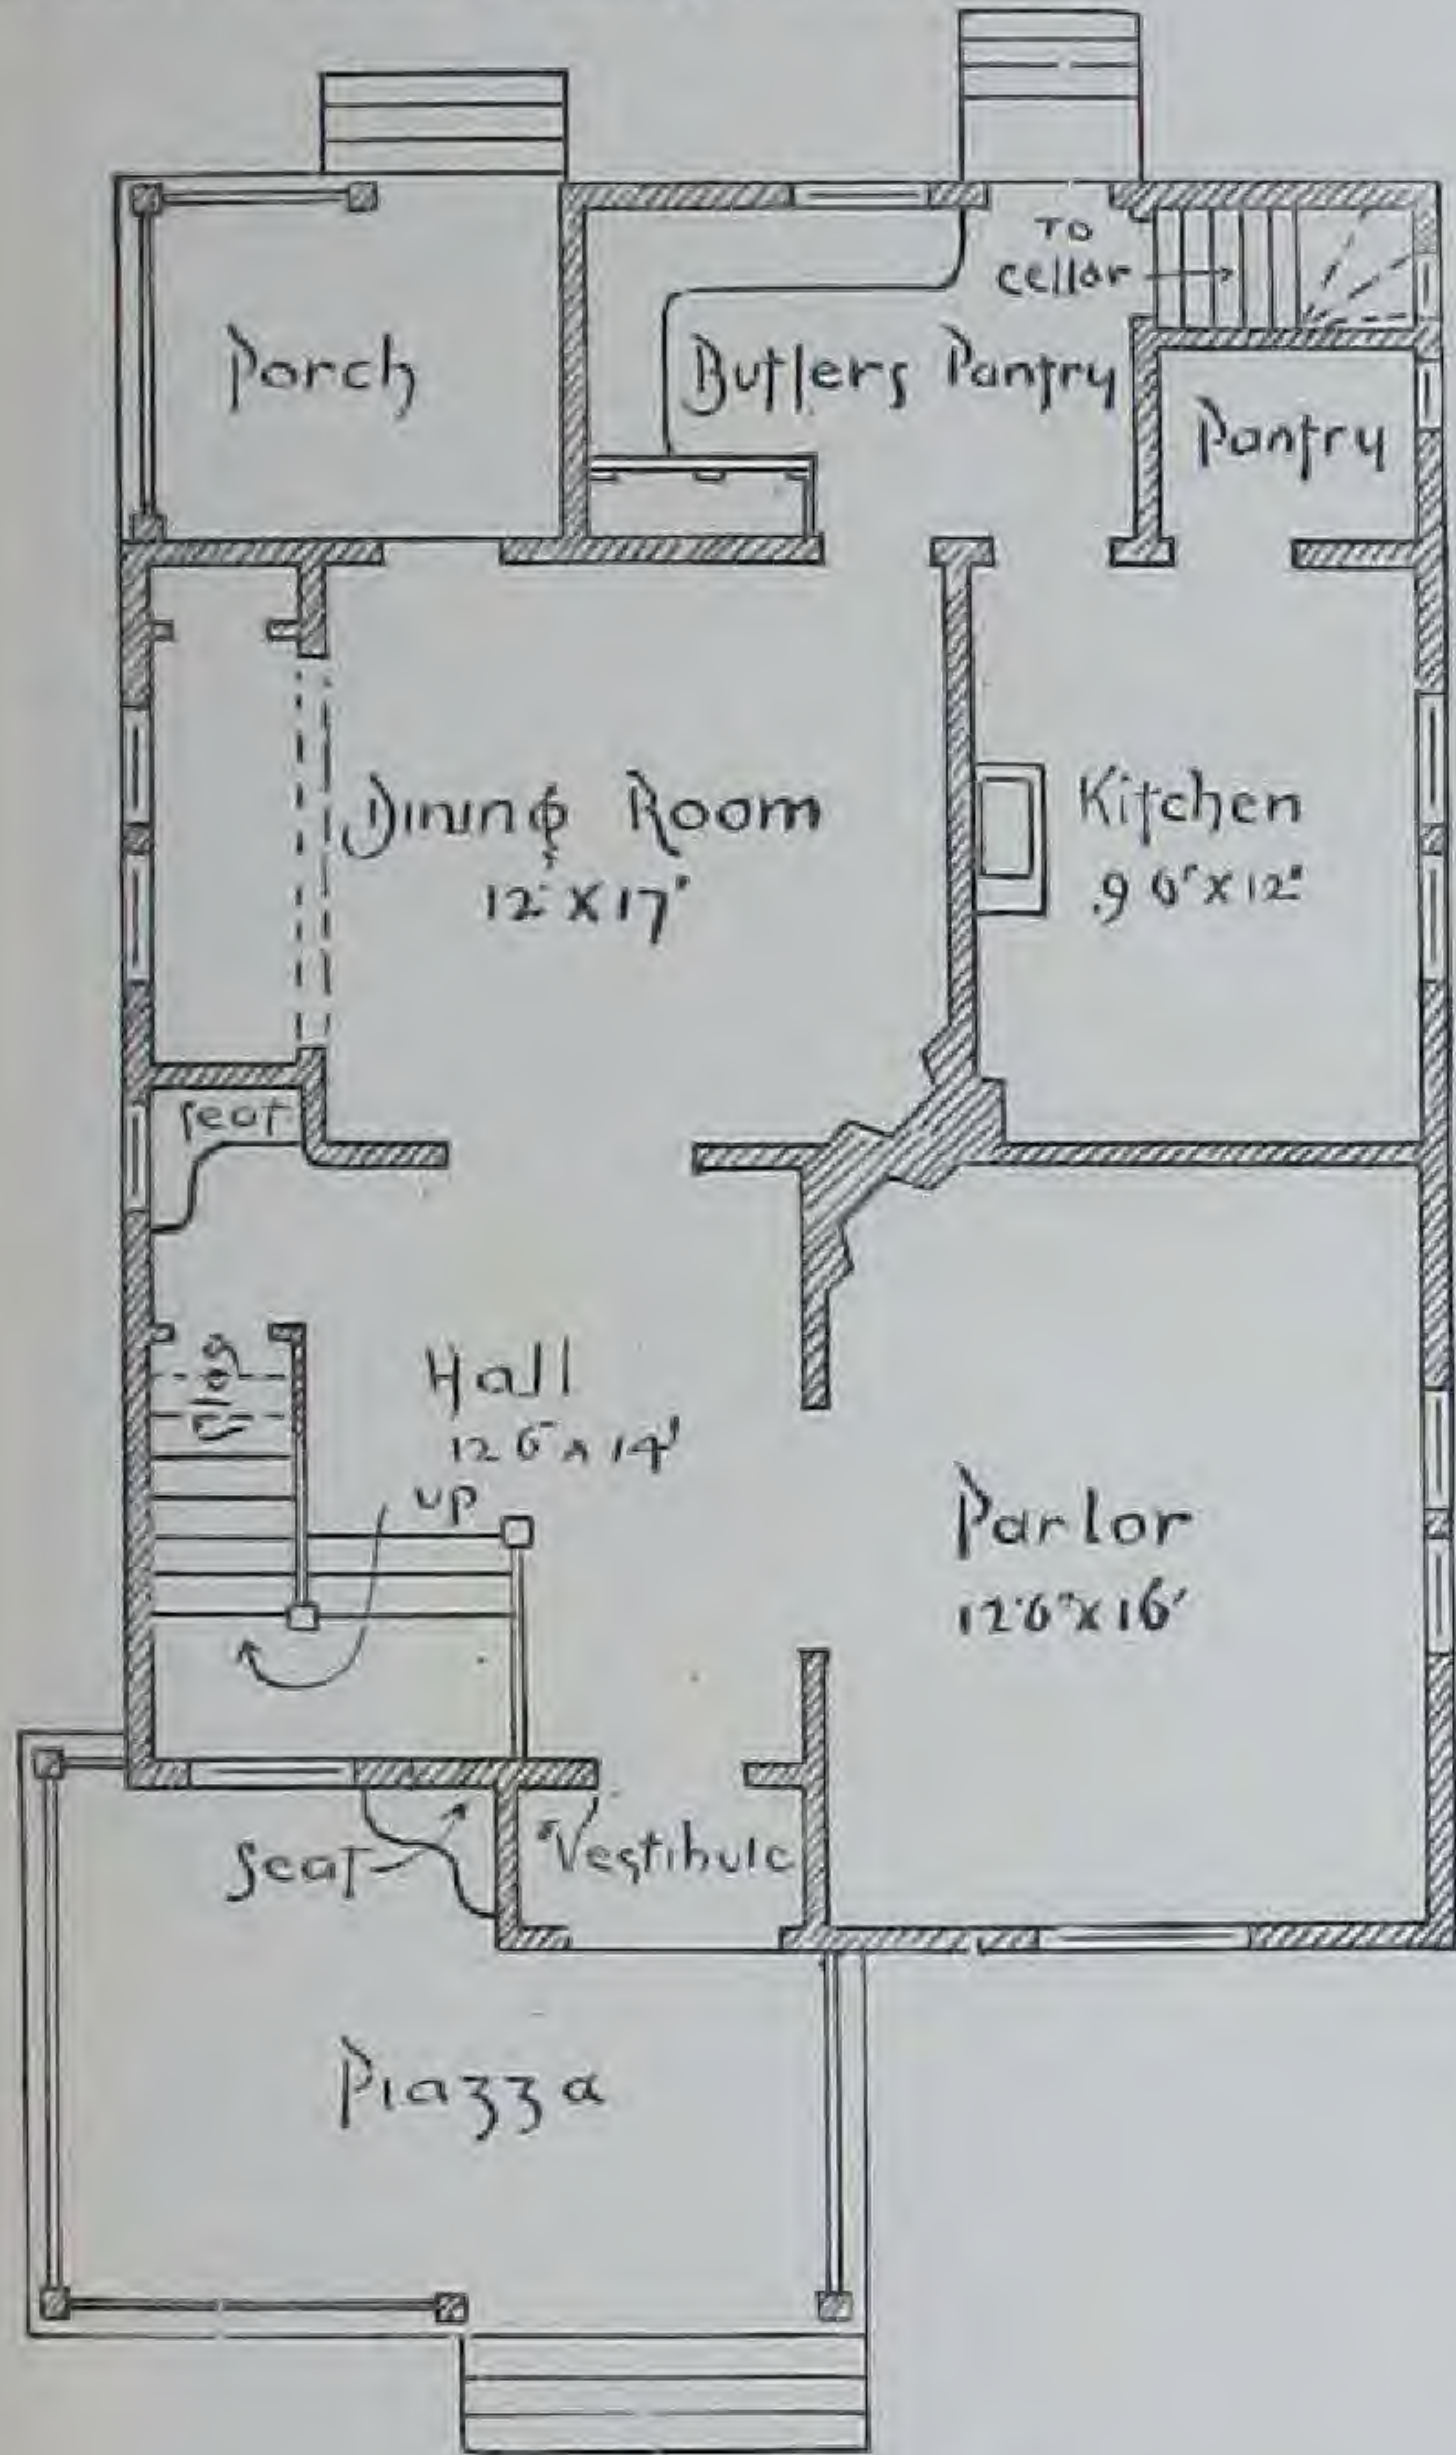 TO
cellar
Porch
Butlers Pantry
Pantry
Dining Room
12' X 17'
Kitchen
9'6" X 12'
Seat
Clos
Hall
12'6" X 14'
up
Parlor
12'6" X 16'
Seat
Vestibule
Piazza